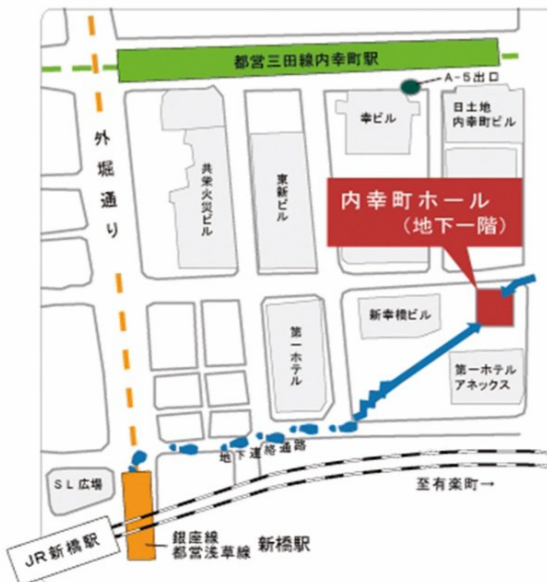 都営三田線内幸町駅
A-5出口
外堀通り
共栄火災ビル
東新ビル
幸ビル
日土地
内幸町ビル
内幸町ホール
(地下一階)
第一ホテル
新幸橋ビル
第一ホテル
アネックス
地下連絡通路
SL広場
至有楽町→
JR新橋駅
銀座線
都営浅草線
新橋駅